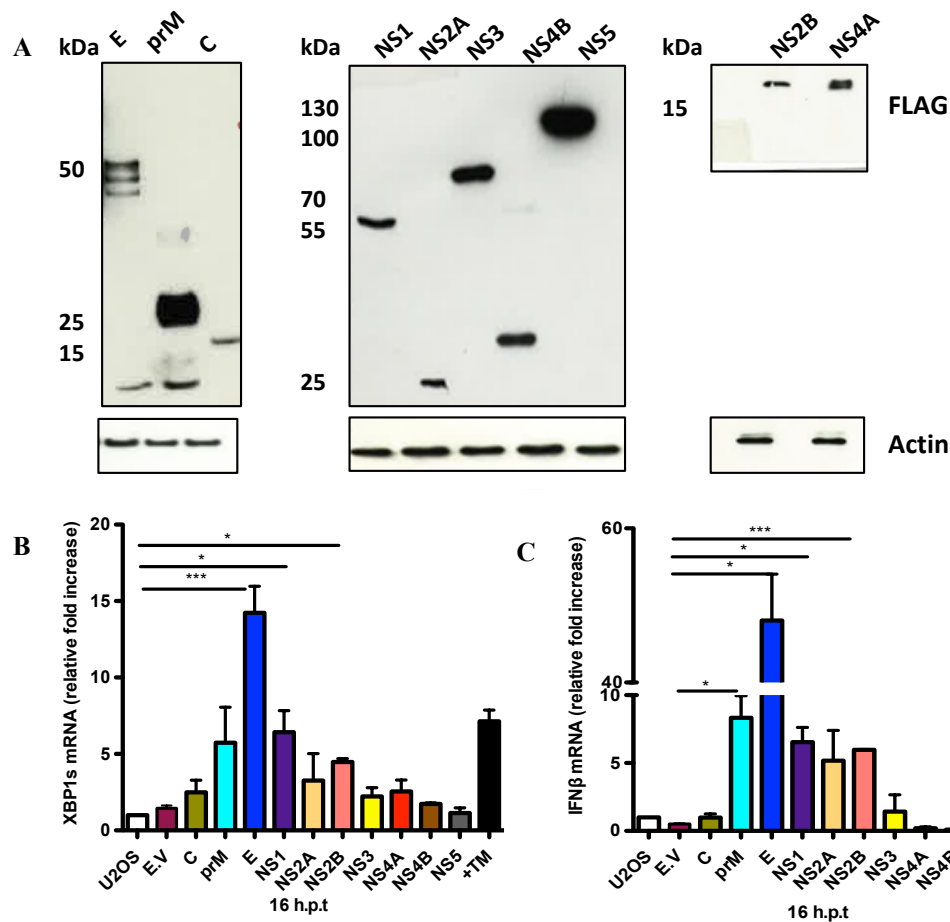 A
kDa
E prM C
50
25
15
kDa
NS1 NS2A NS3 NS4B NS5
130
100
70
55
25
kDa
NS2B NS4A
15
FLAG
Actin
B
XBP1s mRNA (relative fold increase)
20
15
10
5
0
*
*
***
U2OS E.V C prM E NS1 NS2A NS2B NS3 NS4A NS4B NS5 +TM
16 h.p.t
C
IFNβ mRNA (relative fold increase)
60
40
10
5
0
***
*
*
*
U2OS E.V C prM E NS1 NS2A NS2B NS3 NS4A NS4B
16 h.p.t